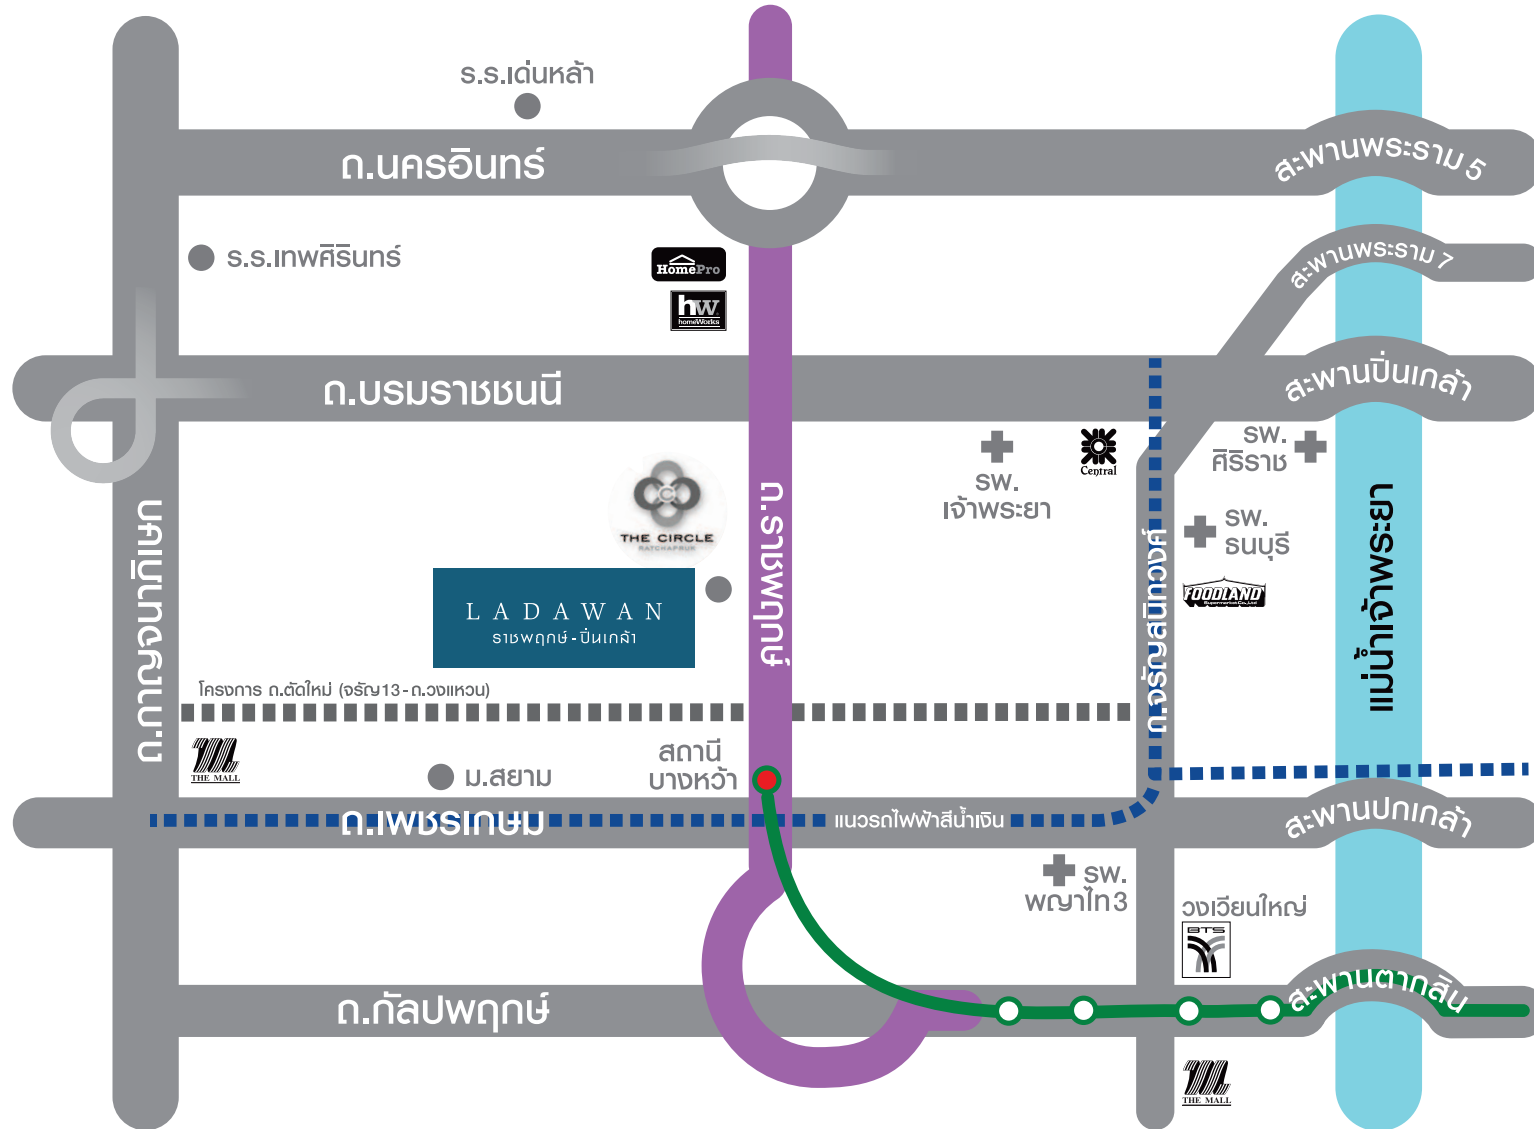 ร.ร.เด่นหล้า
ถ.นครอินทร์
สะพานพระราม 5
ร.ร.เทพศิรินทร์
HomePro
hw
homeWorks
สะพานพระราม 7
ถ.บรมราชชนนี
สะพานปิ่นเกล้า
รพ.
เจ้าพระยา
Central
รพ.
ศิริราช
รพ.
ธนบุรี
FOODLAND
Supermarket Co.,Ltd
THE CIRCLE
RATCHAPRUK
LADAWAN
ราชพฤกษ์-ปิ่นเกล้า
ถ.ราชพฤกษ์
ถ.กาญจนาภิเษก
ถ.จรัญสนิทวงศ์
แม่น้ำเจ้าพระยา
โครงการ ถ.ตัดใหม่ (จรัญ13-ถ.วงแหวน)
THE MALL
ม.สยาม
สถานี
บางหว้า
ถ.เพชรเกษม
แนวรถไฟฟ้าสีน้ำเงิน
สะพานปกเกล้า
รพ.
พญาไท3
วงเวียนใหญ่
BTS
ถ.กัลปพฤกษ์
สะพานตากสิน
THE MALL